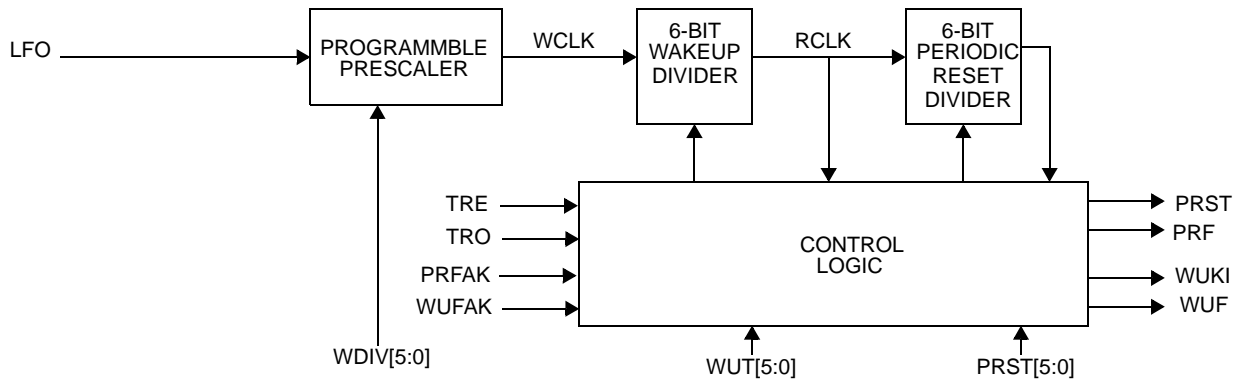 LFO
PROGRAMMBLE
PRESCALER
WCLK
6-BIT
WAKEUP
DIVIDER
RCLK
6-BIT
PERIODIC
RESET
DIVIDER
TRE
TRO
PRFAK
WUFAK
CONTROL
LOGIC
PRST
PRF
WUKI
WUF
WDIV[5:0]
WUT[5:0]
PRST[5:0]